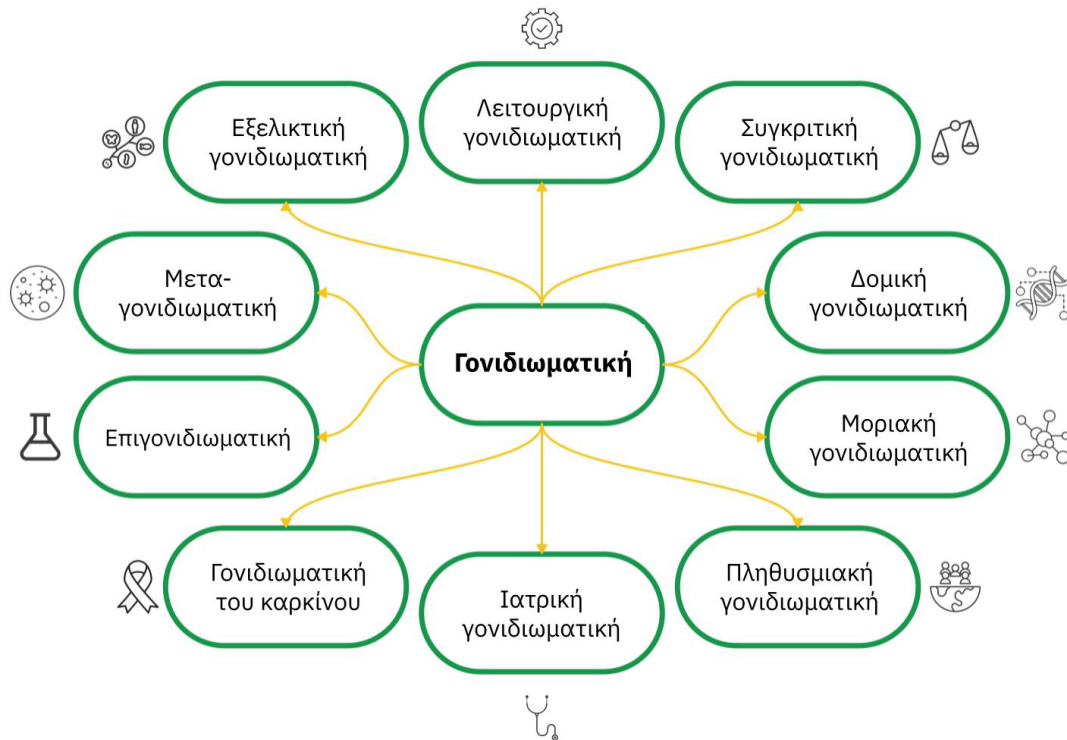 Εξελικτική
γονιδιωματική
Λειτουργική
γονιδιωματική
Συγκριτική
γονιδιωματική
Μετα-
γονιδιωματική
Δομική
γονιδιωματική
Γονιδιωματική
Επιγονιδιωματική
Μοριακή
γονιδιωματική
Γονιδιωματική
του καρκίνου
Ιατρική
γονιδιωματική
Πληθυσμιακή
γονιδιωματική